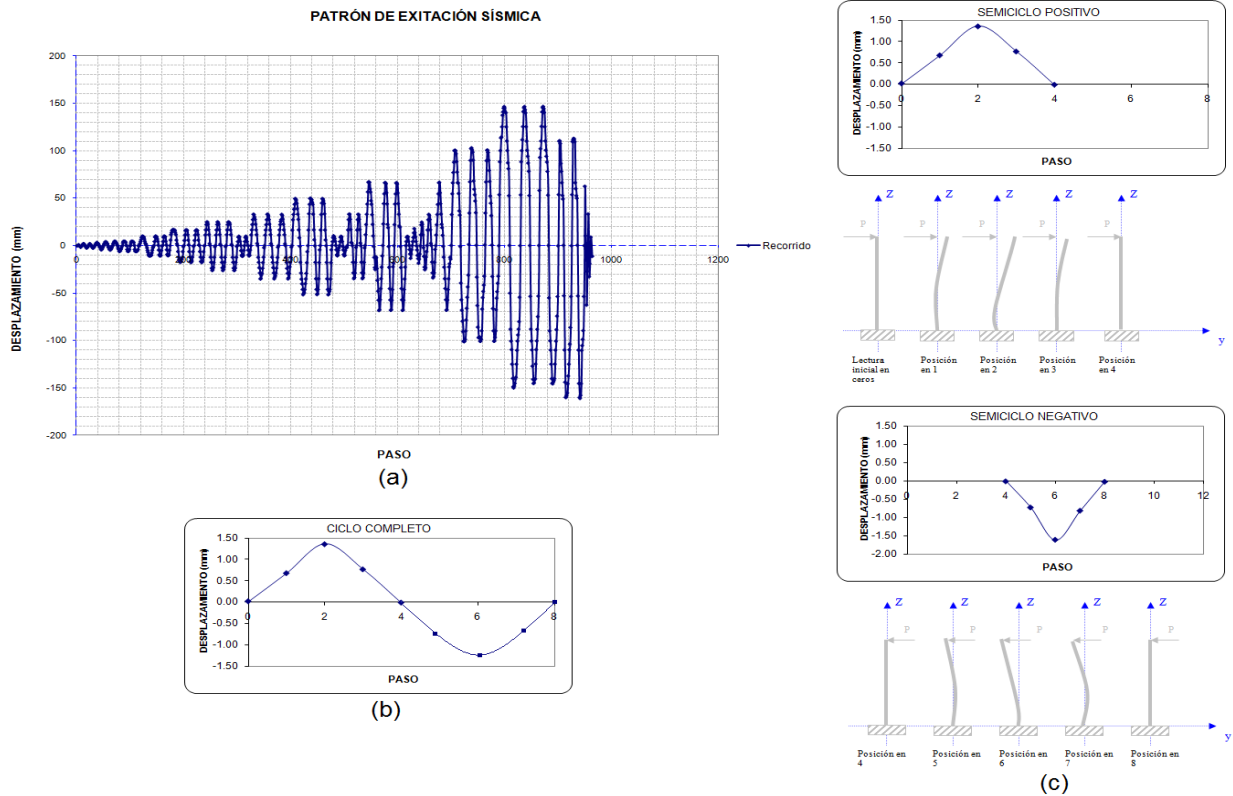 PATRÓN DE EXITACIÓN SÍSMICA
200
150
100
50
0
-50
-100
-150
-200
0
200
400
600
800
1000
1200
DESPLAZAMIENTO (mm)
PASO
Recorrido
(a)
CICLO COMPLETO
1.50
1.00
0.50
0.00
-0.50
-1.00
-1.50
0
2
4
6
8
DESPLAZAMIENTO (mm)
PASO
(b)
SEMICICLO POSITIVO
1.50
1.00
0.50
0.00
-0.50
-1.00
-1.50
0
2
4
6
8
DESPLAZAMIENTO (mm)
PASO
Z Z Z Z Z
P P P P P
y
Lectura inicial en ceros
Posición en 1
Posición en 2
Posición en 3
Posición en 4
SEMICICLO NEGATIVO
1.50
1.00
0.50
0.00
-0.50
-1.00
-1.50
-2.00
0
2
4
6
8
10
12
DESPLAZAMIENTO (mm)
PASO
Z Z Z Z Z
P P P P P
y
Posición en 4
Posición en 5
Posición en 6
Posición en 7
Posición en 8
(c)